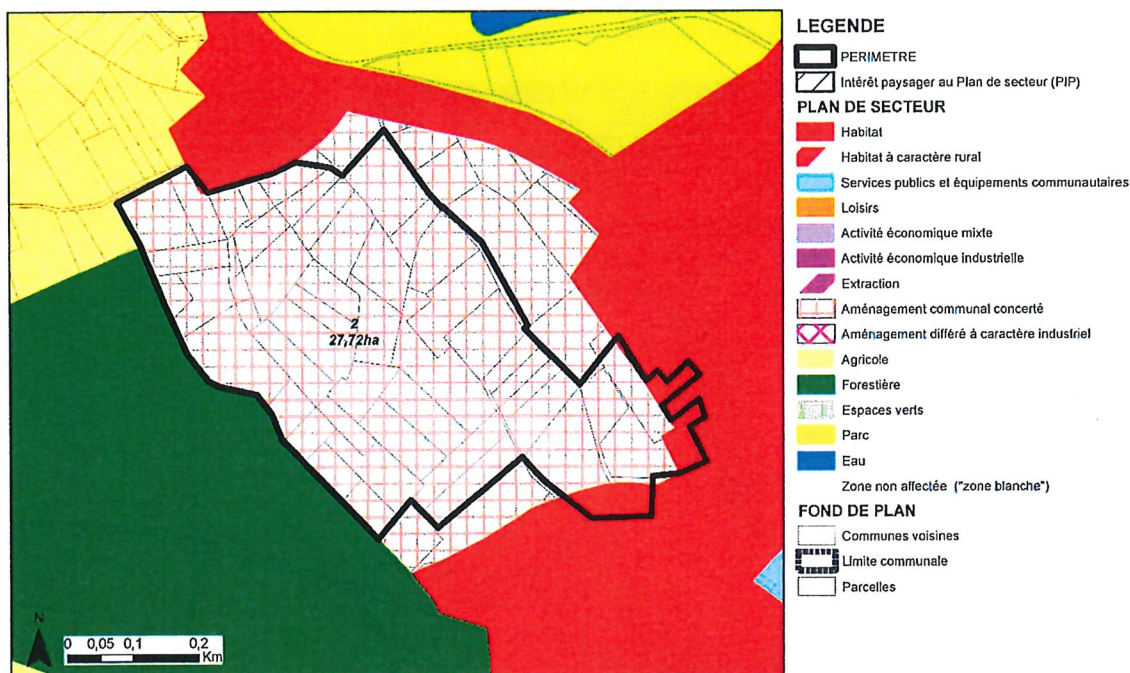 2
27,72ha
N
0 0,05 0,1 0,2
Km
LEGENDE
PERIMETRE
Intérêt paysager au Plan de secteur (PIP)
PLAN DE SECTEUR
Habitat
Habitat à caractère rural
Services publics et équipements communautaires
Loisirs
Activité économique mixte
Activité économique industrielle
Extraction
Aménagement communal concerté
Aménagement différé à caractère industriel
Agricole
Forestière
Espaces verts
Parc
Eau
Zone non affectée ("zone blanche")
FOND DE PLAN
Communes voisines
Limite communale
Parcelles